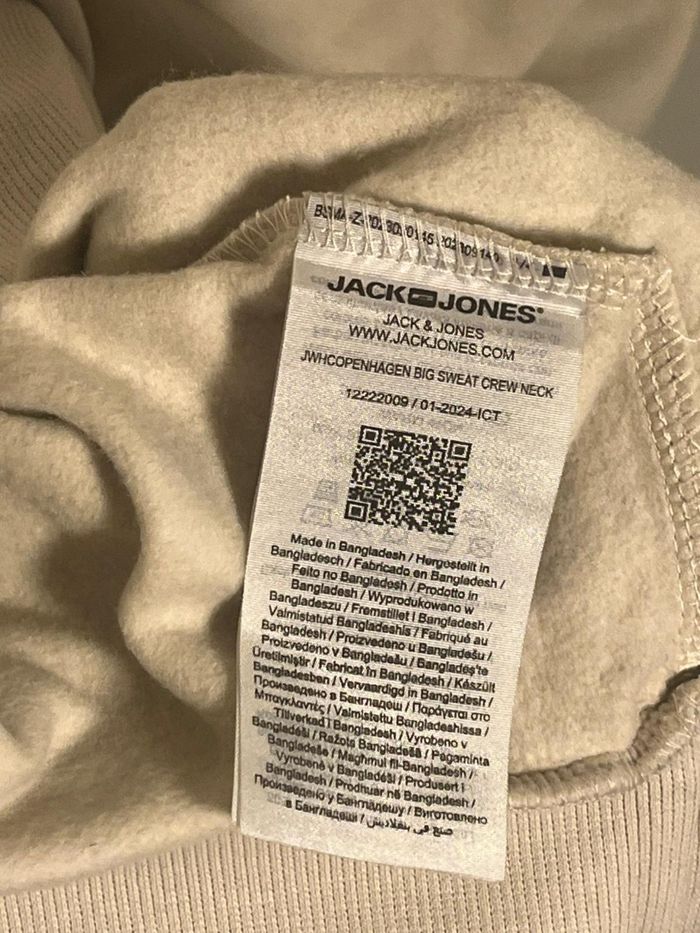 JACK JONES®
JACK & JONES
WWW.JACKJONES.COM
JWHCOPENHAGEN BIG SWEAT CREW NECK
12222009 / 01-2024-ICT
Made in Bangladesh / Hergestellt in
Bangladesch / Fabricado en Bangladesh /
Feito no Bangladesh / Prodotto in
Bangladesh / Wyprodukowano w
Bangladeszu / Fremstillet i Bangladesh /
Valmistatud Bangladeshis / Fabriqué au
Bangladesh / Proizvedeno u Bangladešu /
Proizvedeno v Bangladešu / Bangladeş'te
Üretilmiştir / Fabricat în Bangladesh / Készült
Bangladesben / Vervaardigd in Bangladesh /
Произведено в Бангладеш / Παράγεται στο
Μπαγκλαντές / Valmistettu Bangladeshissa /
Tillverkad i Bangladesh / Vyrobeno v
Bangladéši / Ražots Bangladešā / Pagaminta
Bangladeše / Magħmul fil-Bangladesh /
Vyrobené v Bangladéši / Produsert i
Bangladesh / Prodhuar në Bangladesh /
Произведено у Бангладешу / Виготовлено
в Бангладеші / صنع في بنغلاديش